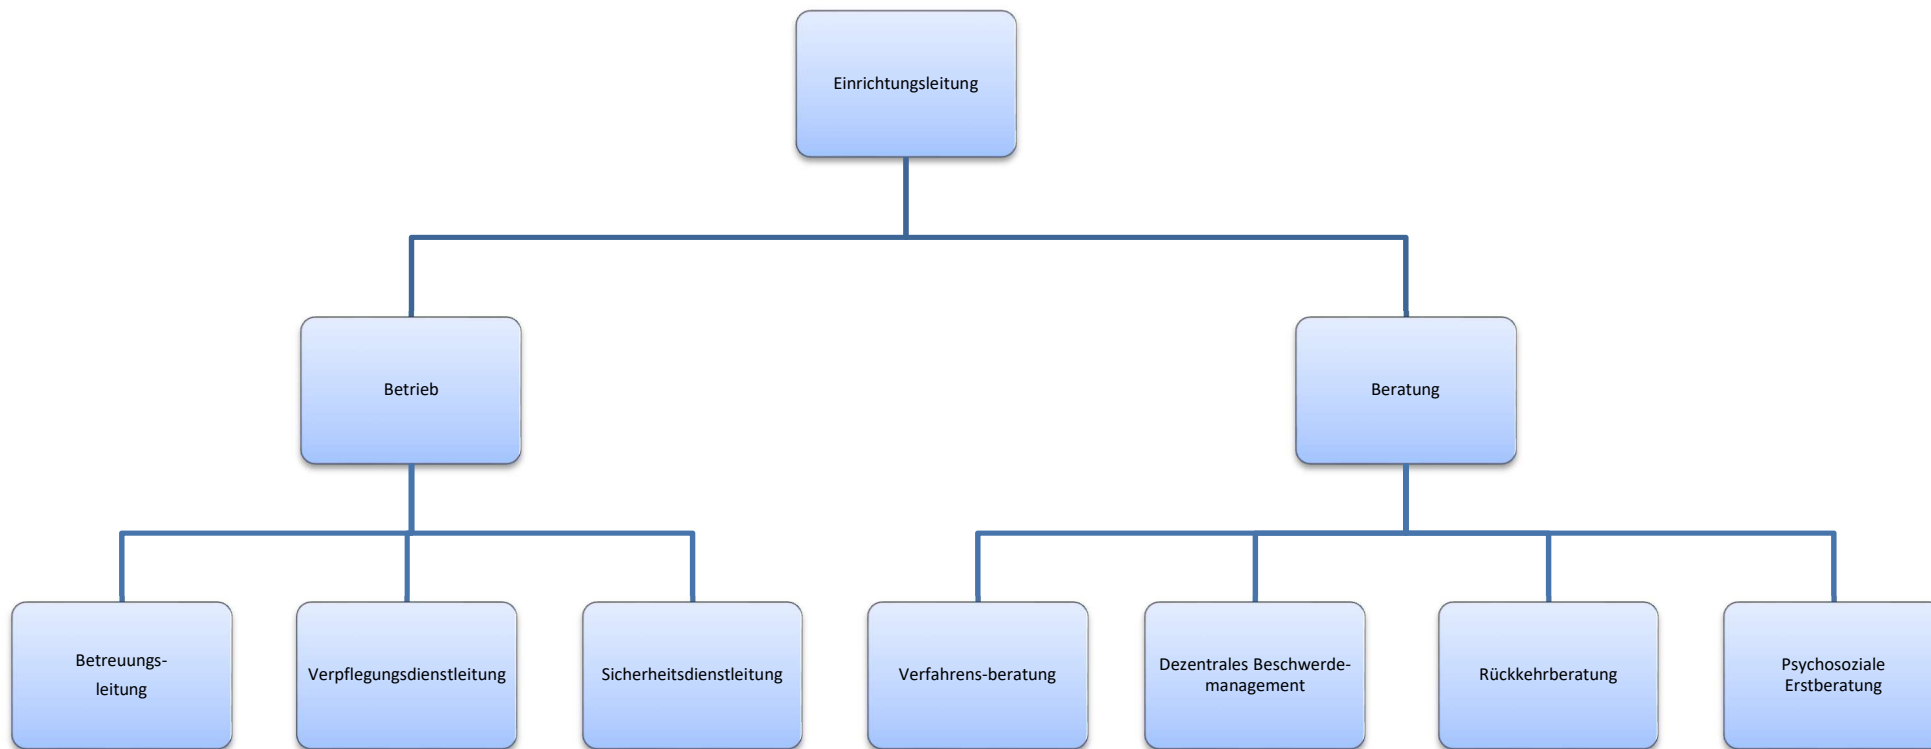 Einrichtungsleitung
Betrieb
Beratung
Betreuungs-
leitung
Verpflegungsdienstleitung
Sicherheitsdienstleitung
Verfahrens-beratung
Dezentrales Beschwerde-
management
Rückkehrberatung
Psychosoziale
Erstberatung